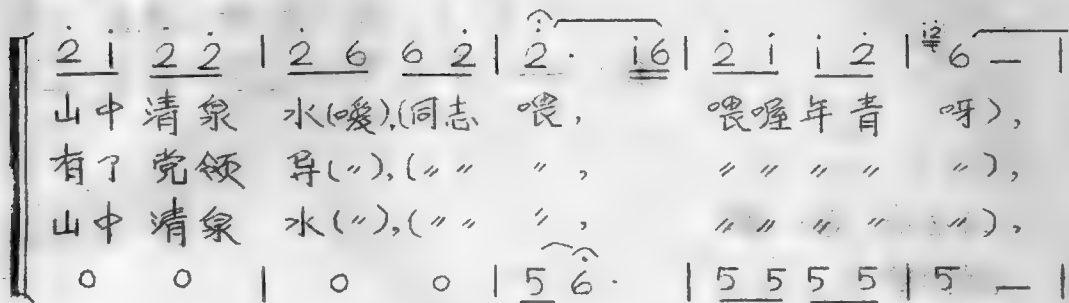 2̇ 1̇ 2̇ 2̇ | 2̇ 6 6 2̇ | 2̇ · 1̇ 6 | 2̇ 1̇ 1̇ 2̇ | 1̇2̇ 6 — |
山中清泉 水(嗳),(同志 喂, 喂喔年青 呀),
有了党领 导(〃),(〃〃 〃, 〃〃〃〃 〃),
山中清泉 水(〃),(〃〃 〃, 〃〃〃〃 〃),
0 0 | 0 0 | 5 6 · | 5 5 5 5 | 5 — |